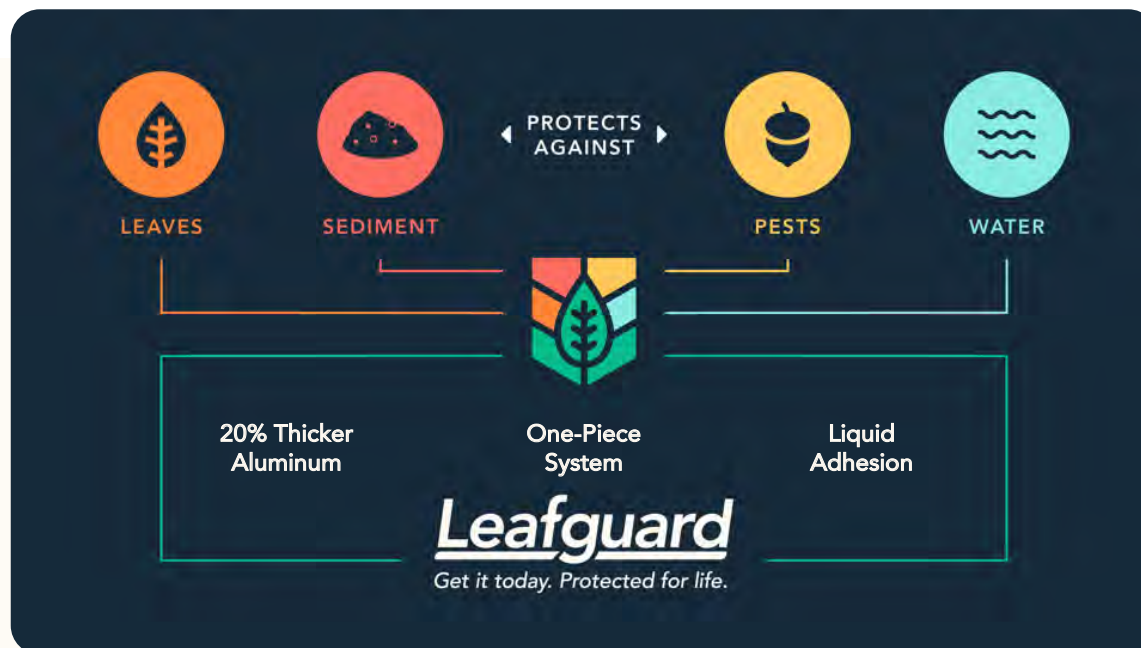 PROTECTS
AGAINST
LEAVES
SEDIMENT
PESTS
WATER
20% Thicker
Aluminum
One-Piece
System
Liquid
Adhesion
Leafguard
Get it today. Protected for life.